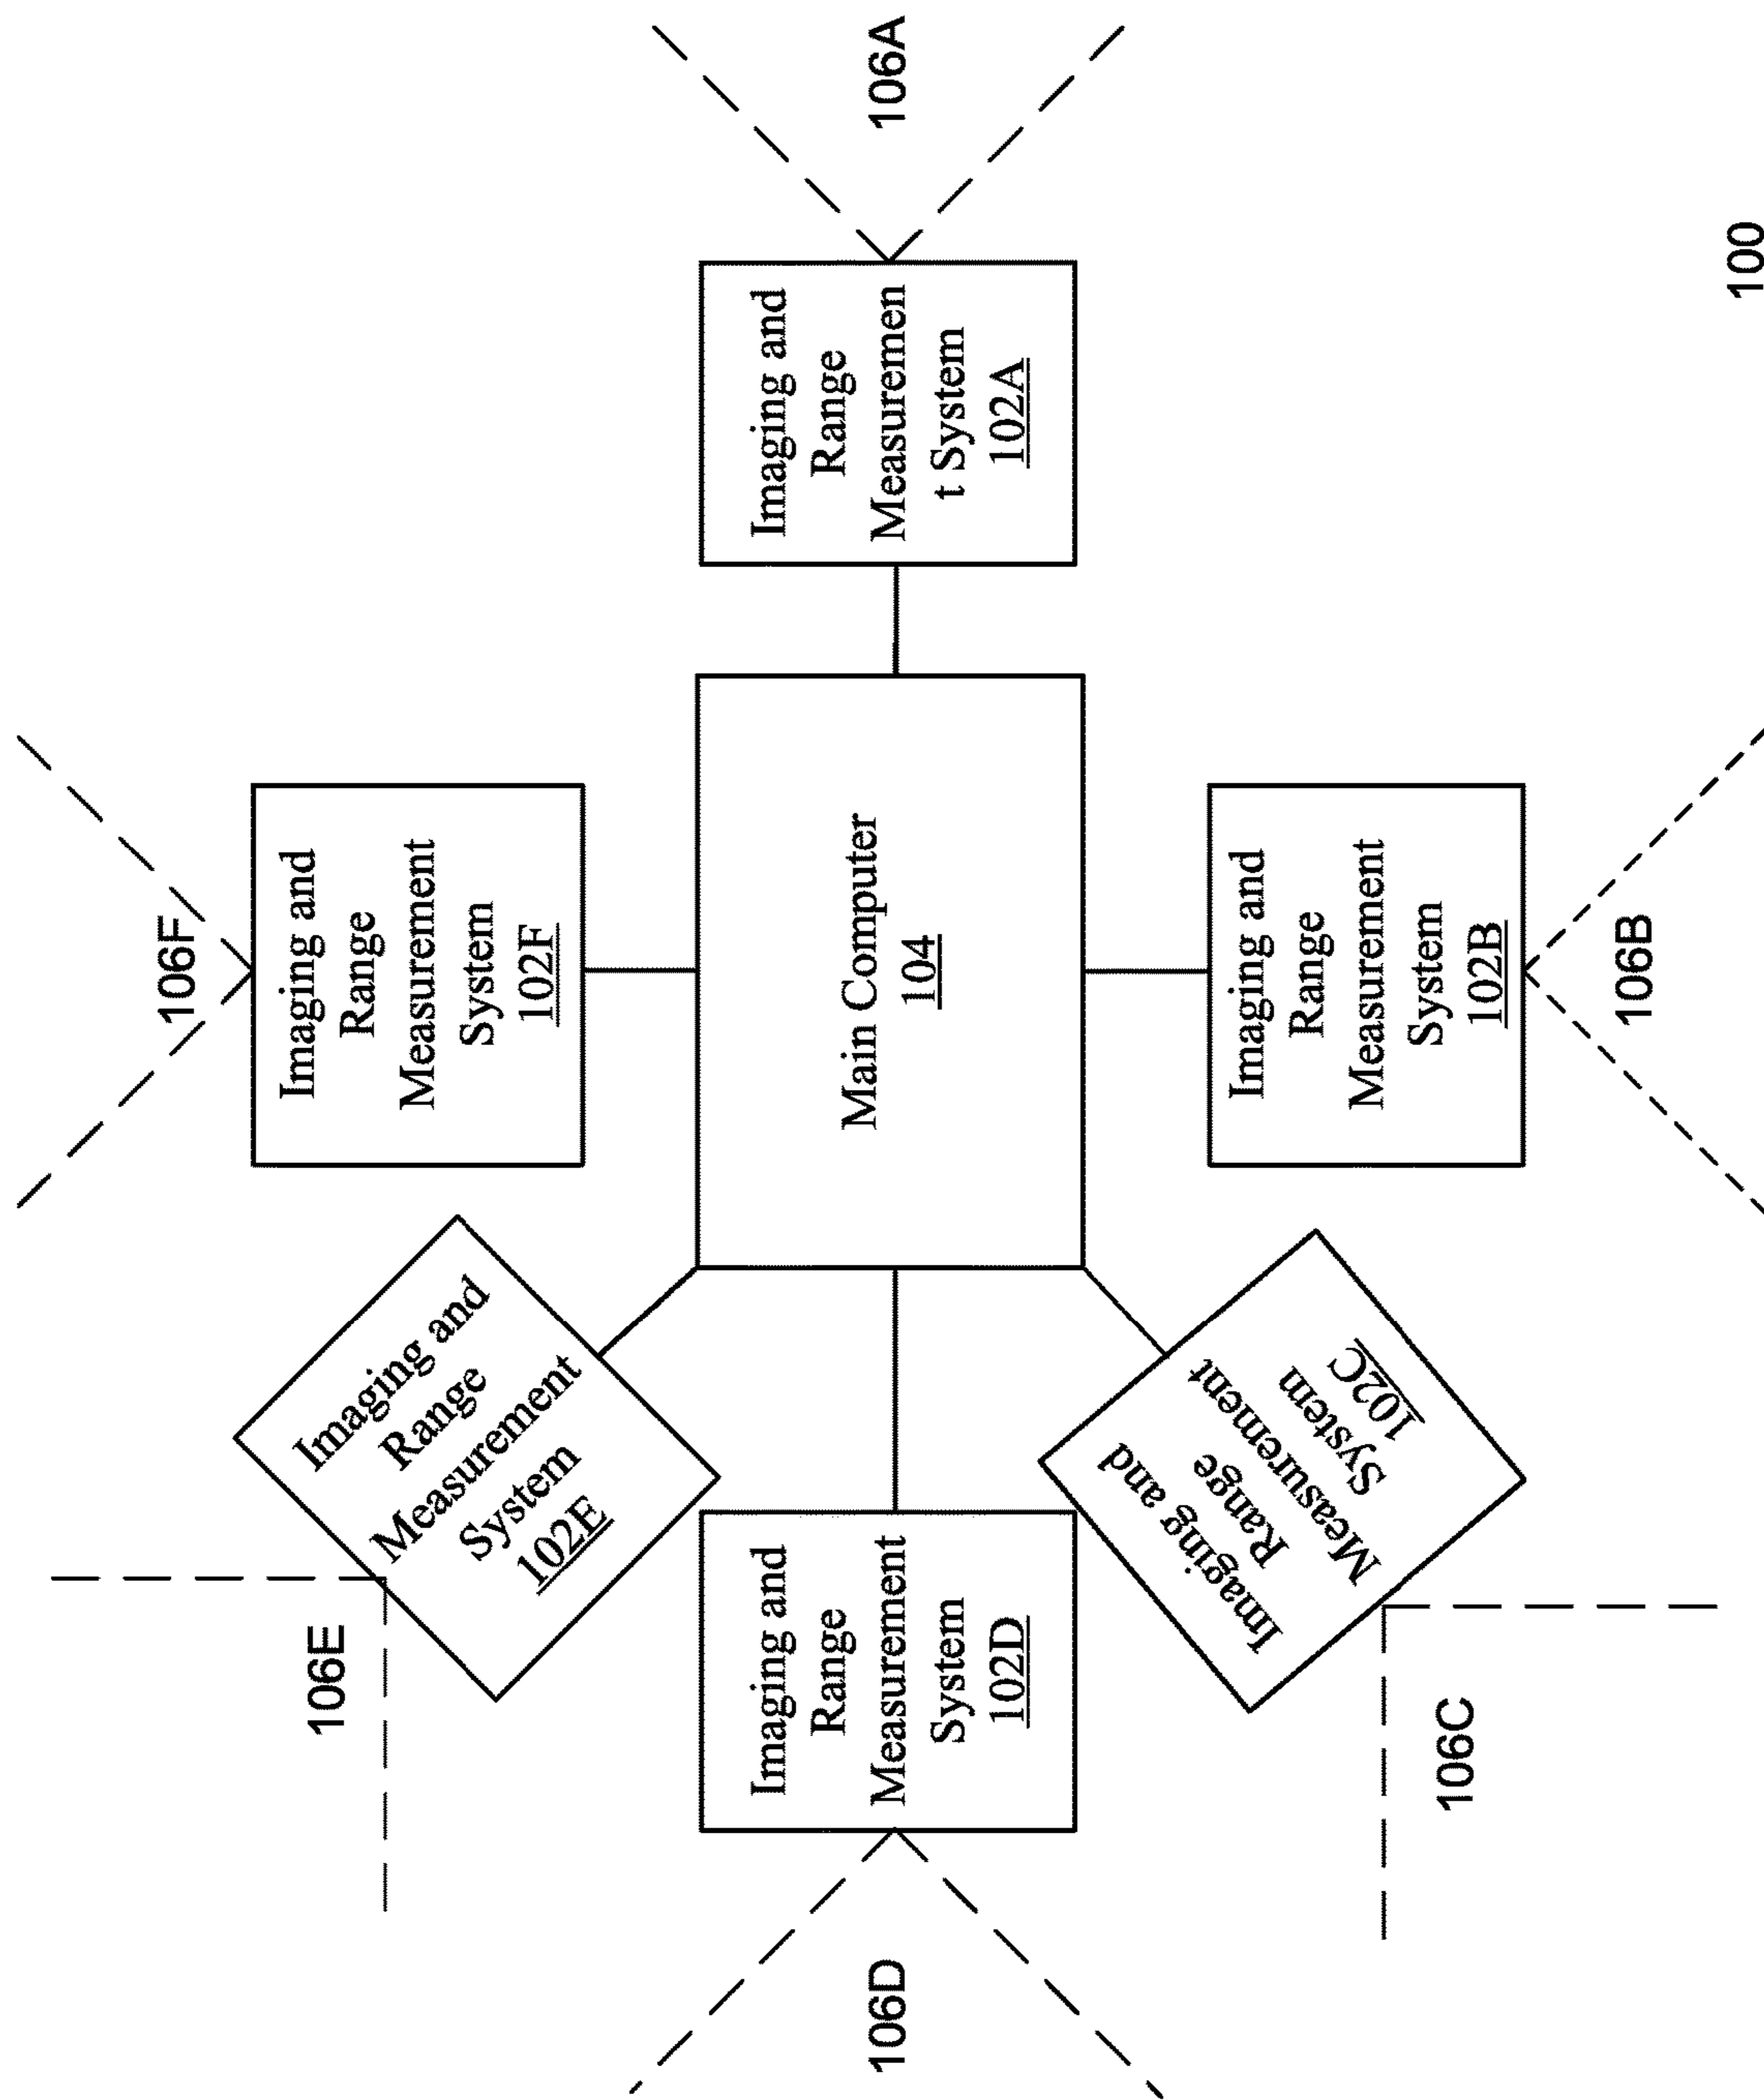 106F
Imaging and
Range
Measurement
System
102F
106E
Imaging and
Range
Measurement
System
102E
106D
Imaging and
Range
Measurement
System
102D
Main Computer
104
Imaging and
Range
Measuremen
t System
102A
106A
Imaging and
Range
Measurement
System
102C
106C
Imaging and
Range
Measurement
System
102B
106B
100